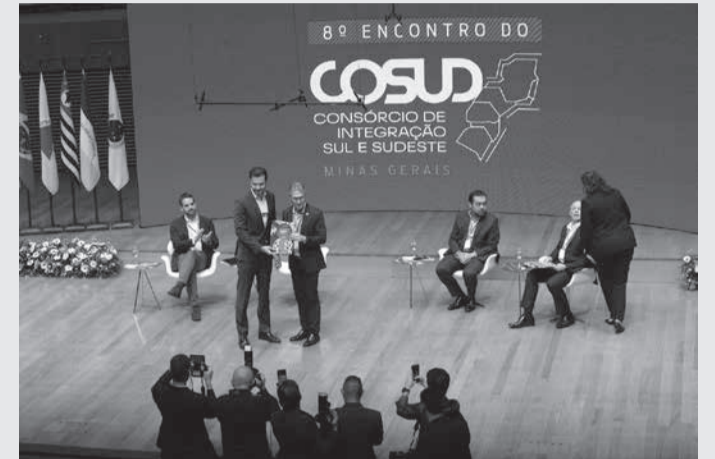 8º ENCONTRO DO
COSUD
CONSÓRCIO DE
INTEGRAÇÃO
SUL E SUDESTE
MINAS GERAIS